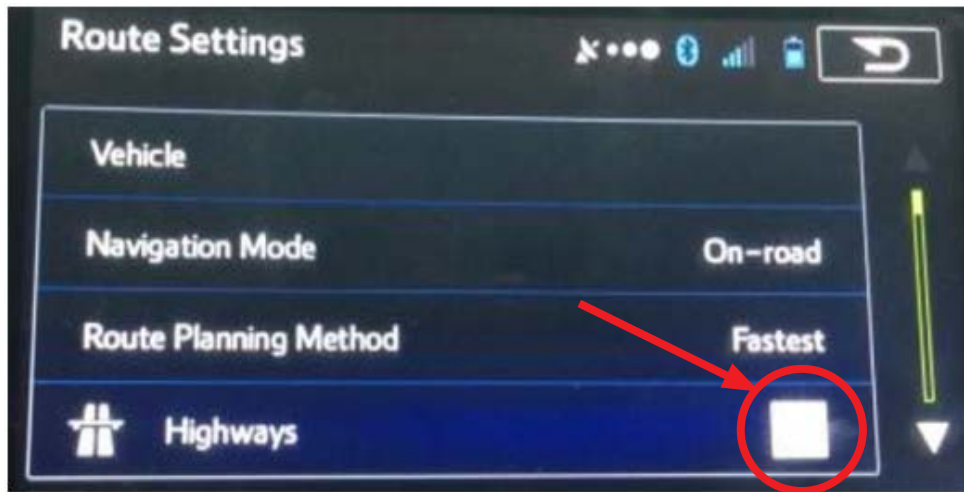 Route Settings
Vehicle
Navigation Mode On-road
Route Planning Method Fastest
Highways